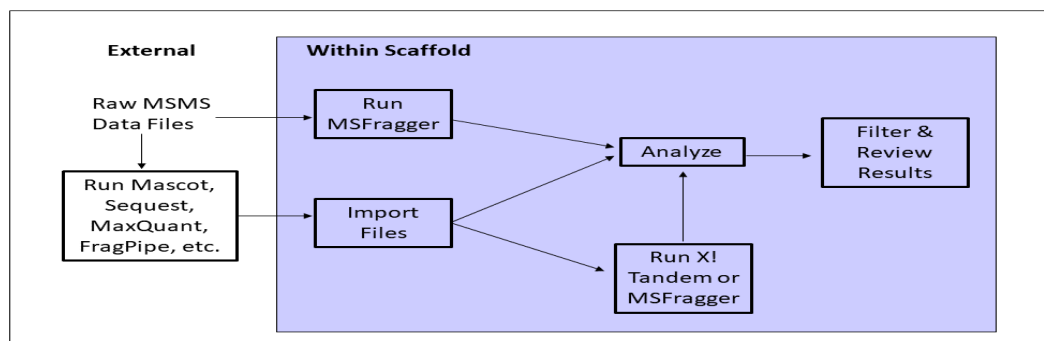 External
Within Scaffold
Raw MSMS
Data Files
Run
MSFragger
Run Mascot,
Sequest,
MaxQuant,
FragPipe, etc.
Import
Files
Analyze
Run X!
Tandem or
MSFragger
Filter &
Review
Results